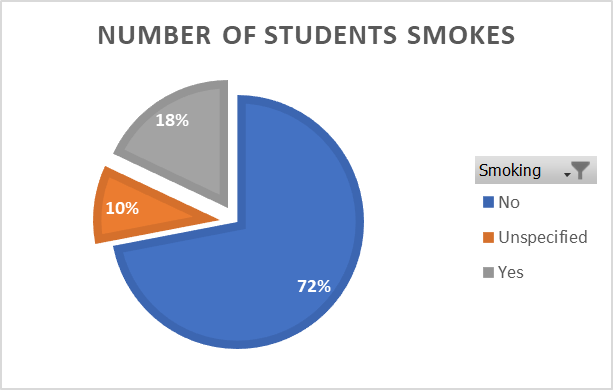 NUMBER OF STUDENTS SMOKES
18%
10%
72%
Smoking
No
Unspecified
Yes